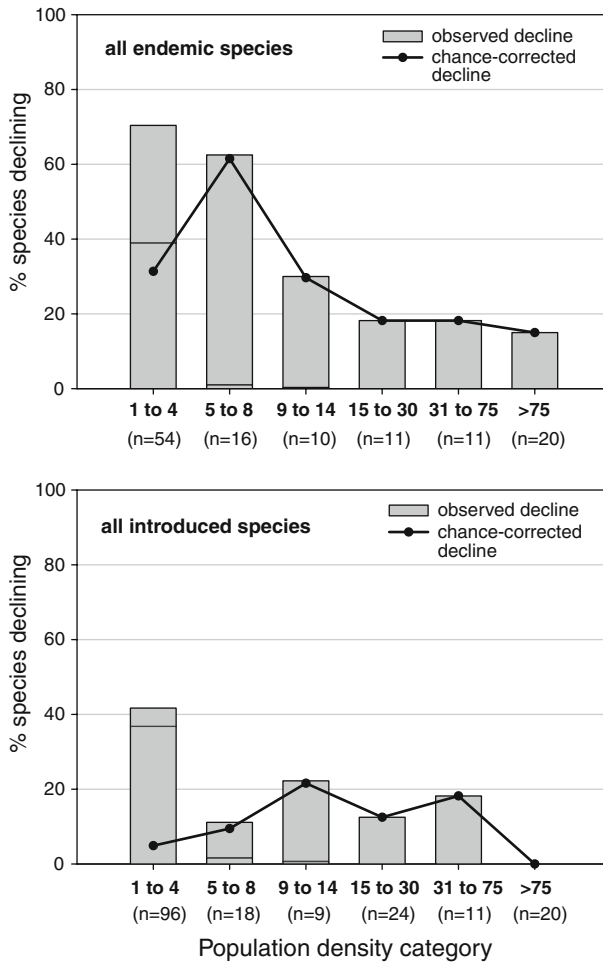 100
80
60
40
20
0
% species declining
all endemic species
observed decline
chance-corrected
decline
1 to 4 5 to 8 9 to 14 15 to 30 31 to 75 >75
(n=54) (n=16) (n=10) (n=11) (n=11) (n=20)
100
80
60
40
20
0
% species declining
all introduced species
observed decline
chance-corrected
decline
1 to 4 5 to 8 9 to 14 15 to 30 31 to 75 >75
(n=96) (n=18) (n=9) (n=24) (n=11) (n=20)
Population density category